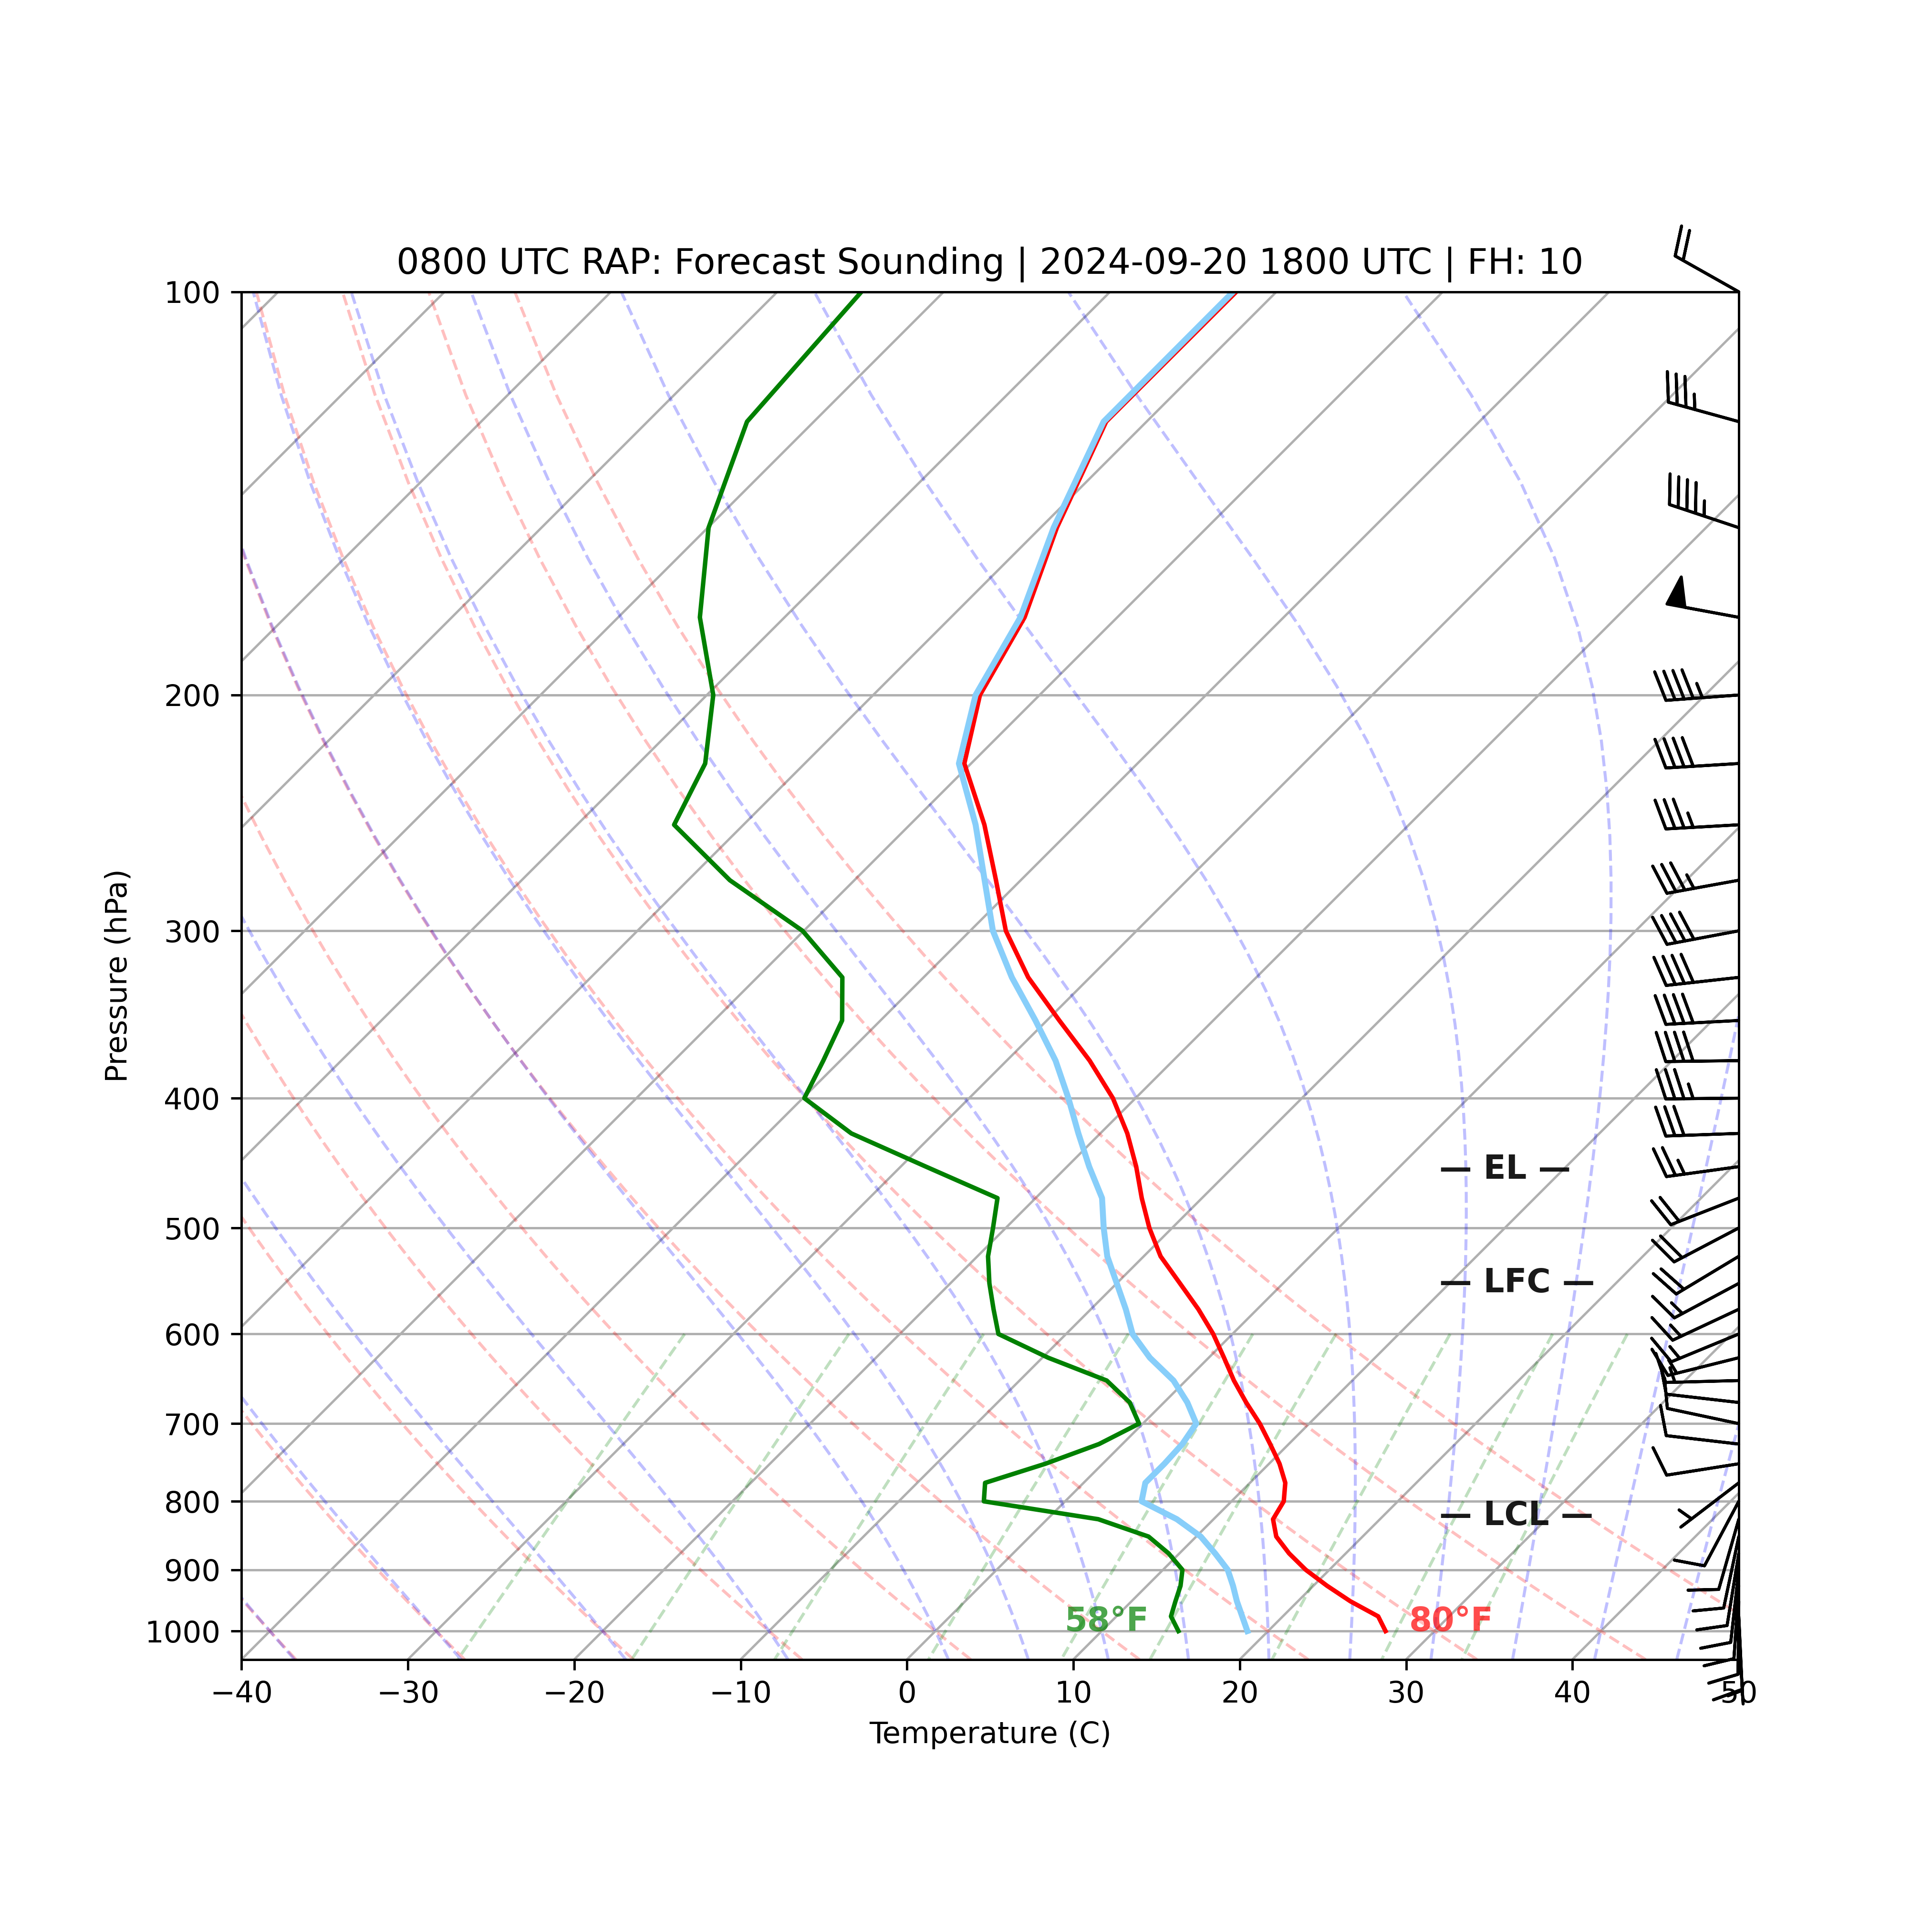 0800 UTC RAP: Forecast Sounding | 2024-09-20 1800 UTC | FH: 10
100
200
300
400
— EL —
500
— LFC —
600
700
800
— LCL —
900
58°F
80°F
1000
−40 −30 −20 −10 0 10 20 30 40 50
Temperature (C)
Pressure (hPa)